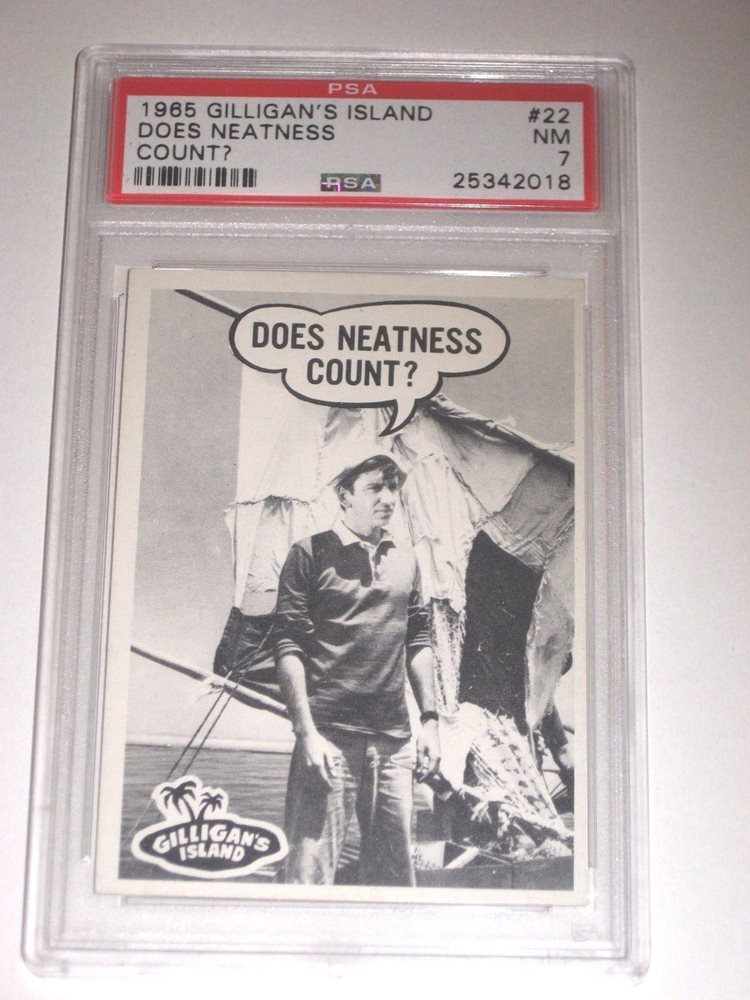 PSA
1965 GILLIGAN'S ISLAND #22
DOES NEATNESS NM
COUNT? 7
PSA 25342018
DOES NEATNESS
COUNT?
GILLIGAN'S
ISLAND